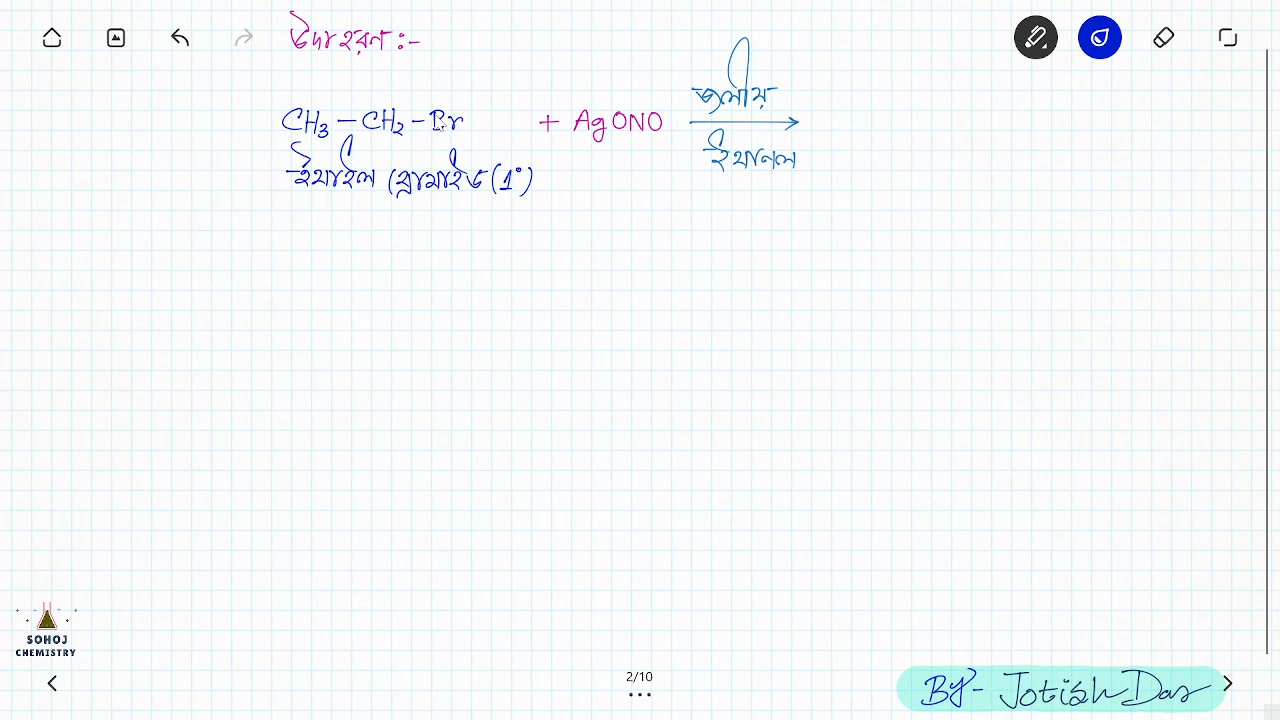 উদাহরণ :-
জলীয়
CH₃ – CH₂ – Br + AgONO ⟶
ইথানল
ইথাইল ব্রোমাইড (1°)
SOHOJ
CHEMISTRY
2/10
By - Jotish Das